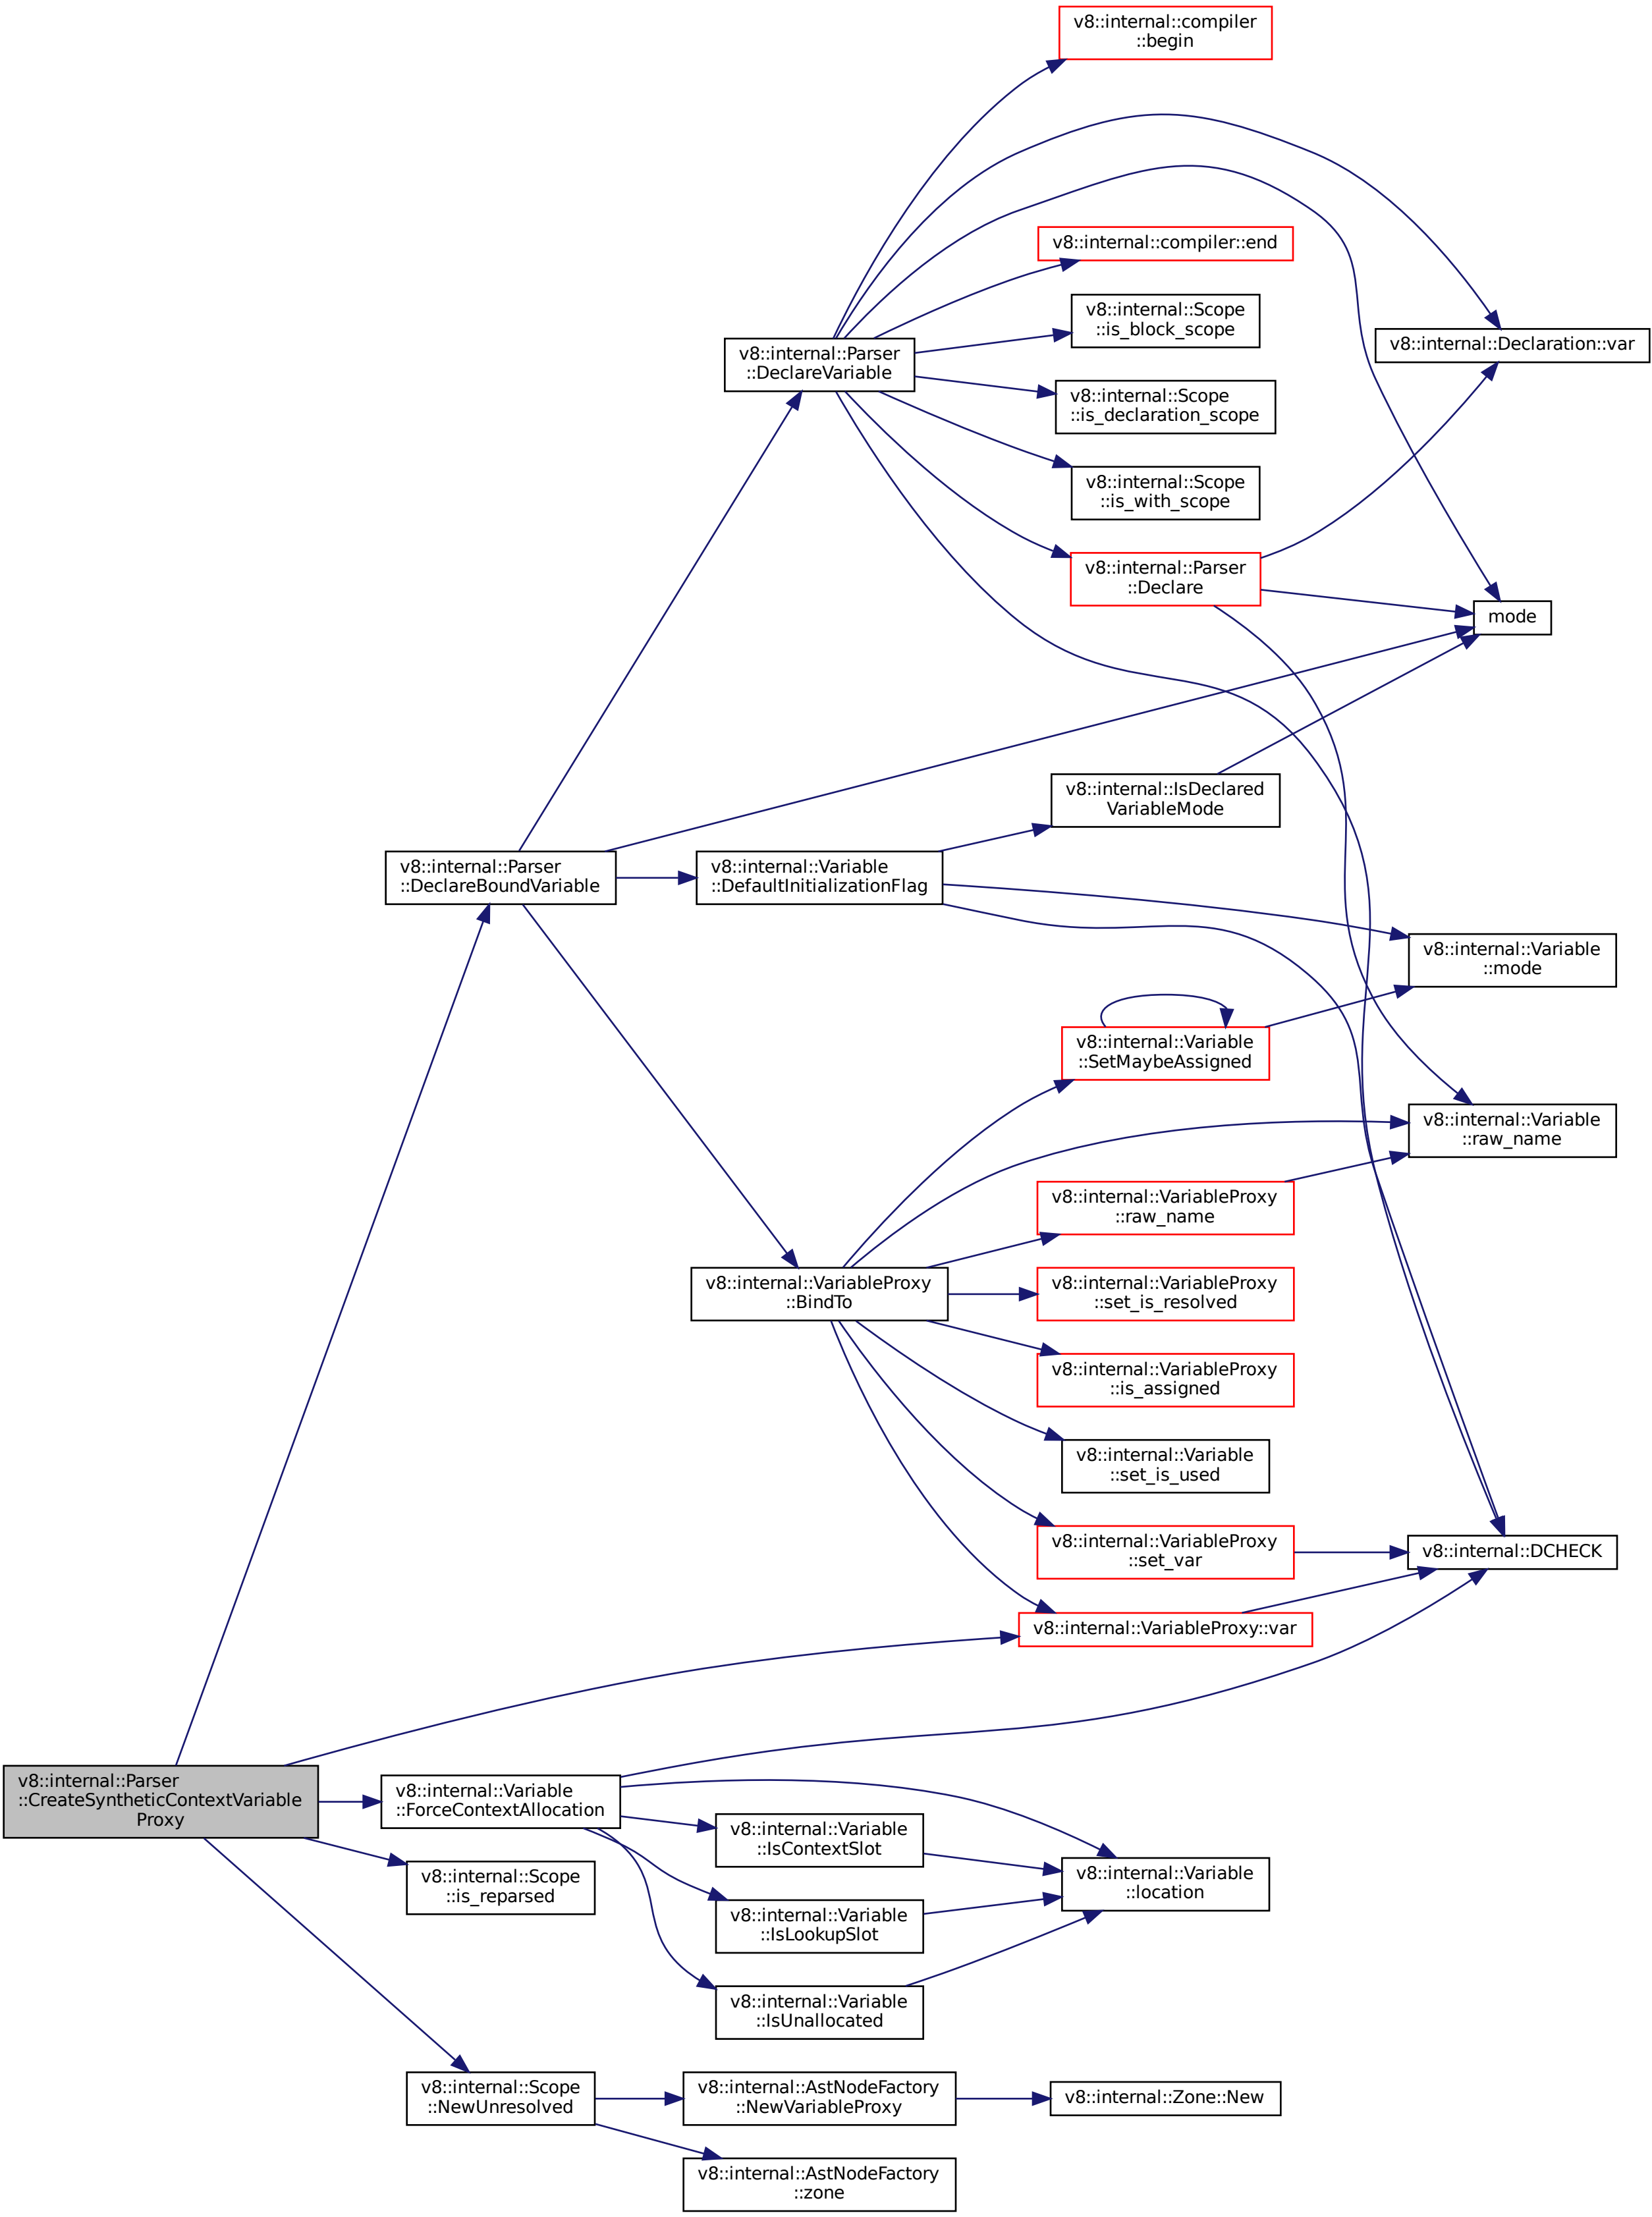 v8::internal::compiler
::begin
v8::internal::compiler::end
v8::internal::Scope
::is_block_scope
v8::internal::Parser
::DeclareVariable
v8::internal::Declaration::var
v8::internal::Scope
::is_declaration_scope
v8::internal::Scope
::is_with_scope
v8::internal::Parser
::Declare
mode
v8::internal::IsDeclared
VariableMode
v8::internal::Parser
::DeclareBoundVariable
v8::internal::Variable
::DefaultInitializationFlag
v8::internal::Variable
::mode
v8::internal::Variable
::SetMaybeAssigned
v8::internal::Variable
::raw_name
v8::internal::VariableProxy
::raw_name
v8::internal::VariableProxy
::BindTo
v8::internal::VariableProxy
::set_is_resolved
v8::internal::VariableProxy
::is_assigned
v8::internal::Variable
::set_is_used
v8::internal::VariableProxy
::set_var
v8::internal::DCHECK
v8::internal::VariableProxy::var
v8::internal::Parser
::CreateSyntheticContextVariable
Proxy
v8::internal::Variable
::ForceContextAllocation
v8::internal::Variable
::IsContextSlot
v8::internal::Scope
::is_reparsed
v8::internal::Variable
::location
v8::internal::Variable
::IsLookupSlot
v8::internal::Variable
::IsUnallocated
v8::internal::Scope
::NewUnresolved
v8::internal::AstNodeFactory
::NewVariableProxy
v8::internal::Zone::New
v8::internal::AstNodeFactory
::zone